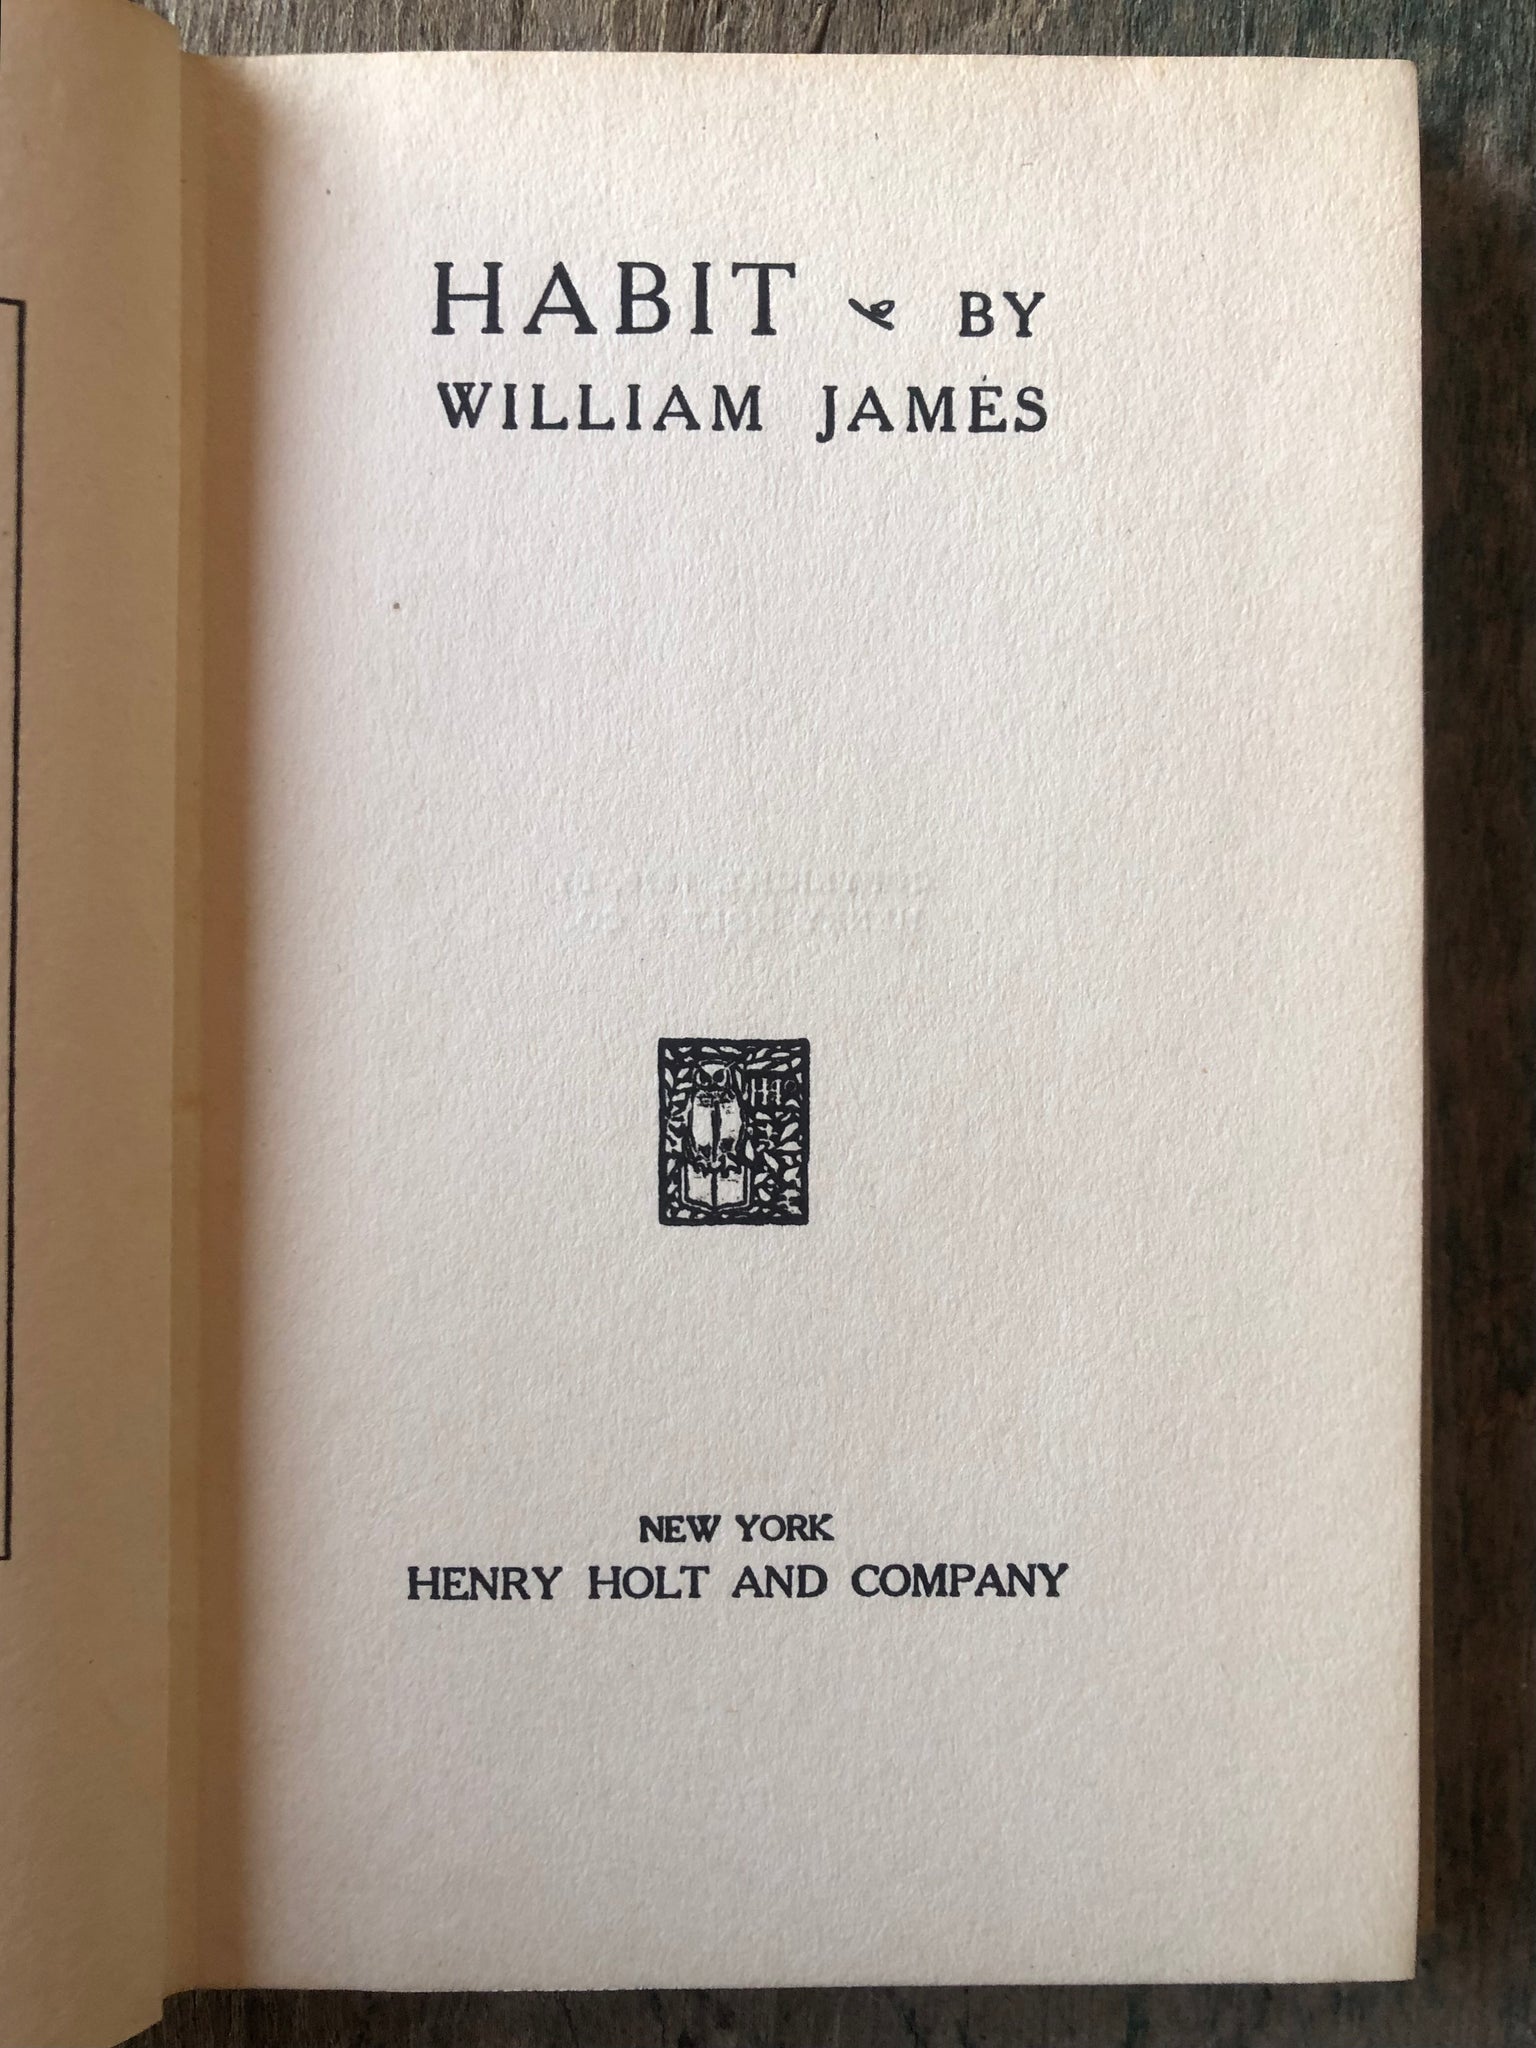 HABIT BY
WILLIAM JAMES
NEW YORK
HENRY HOLT AND COMPANY